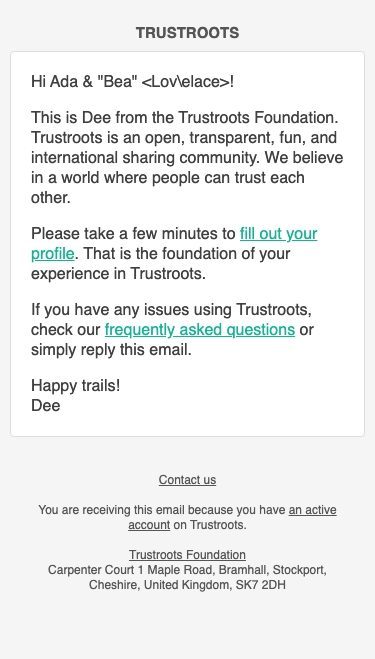 TRUSTROOTS
Hi Ada & "Bea" <Lov\elace>!
This is Dee from the Trustroots Foundation.
Trustroots is an open, transparent, fun, and
international sharing community. We believe
in a world where people can trust each
other.
Please take a few minutes to fill out your
profile. That is the foundation of your
experience in Trustroots.
If you have any issues using Trustroots,
check our frequently asked questions or
simply reply this email.
Happy trails!
Dee
Contact us
You are receiving this email because you have an active
account on Trustroots.
Trustroots Foundation
Carpenter Court 1 Maple Road, Bramhall, Stockport,
Cheshire, United Kingdom, SK7 2DH